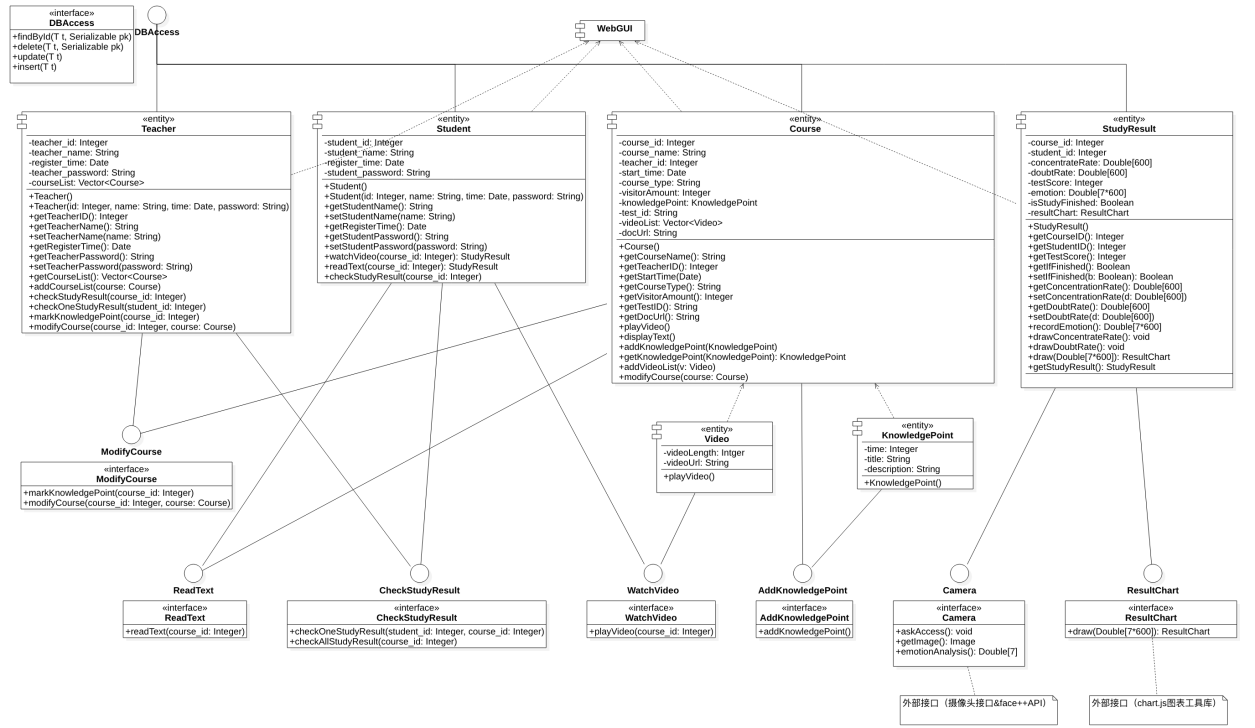 «interface»
DBAccess
+findById(T t, Serializable pk)
+delete(T t, Serializable pk)
+update(T t)
+insert(T t)
DBAccess
WebGUI
«entity»
Teacher
-teacher_id: Integer
-teacher_name: String
-register_time: Date
-teacher_password: String
-courseList: Vector<Course>
+Teacher()
+Teacher(id: Integer, name: String, time: Date, password: String)
+getTeacherID(): Integer
+getTeacherName(): String
+setTeacherName(name: String)
+getRegisterTime(): Date
+getTeacherPassword(): String
+setTeacherPassword(password: String)
+getCourseList(): Vector<Course>
+addCourseList(course: Course)
+checkStudyResult(course_id: Integer)
+checkOneStudyResult(student_id: Integer)
+markKnowledgePoint(course_id: Integer)
+modifyCourse(course_id: Integer, course: Course)
«entity»
Student
-student_id: Integer
-student_name: String
-register_time: Date
-student_password: String
+Student()
+Student(id: Integer, name: String, time: Date, password: String)
+getStudentName(): String
+setStudentName(name: String)
+getRegisterTime(): Date
+getStudentPassword(): String
+setStudentPassword(password: String)
+watchVideo(course_id: Integer): StudyResult
+readText(course_id: Integer): StudyResult
+checkStudyResult(course_id: Integer)
«entity»
Course
-course_id: Integer
-course_name: String
-teacher_id: Integer
-start_time: Date
-course_type: String
-visitorAmount: Integer
-knowledgePoint: KnowledgePoint
-test_id: String
-videoList: Vector<Video>
-docUrl: String
+Course()
+getCourseName(): String
+getTeacherID(): Integer
+getStartTime(Date)
+getCourseType(): String
+getVisitorAmount(): Integer
+getTestID(): String
+getDocUrl(): String
+playVideo()
+displayText()
+addKnowledgePoint(KnowledgePoint)
+getKnowledgePoint(KnowledgePoint): KnowledgePoint
+addVideoList(v: Video)
+modifyCourse(course: Course)
«entity»
StudyResult
-course_id: Integer
-student_id: Integer
-concentrateRate: Double[600]
-doubtRate: Double[600]
-testScore: Integer
-emotion: Double[7*600]
-isStudyFinished: Boolean
-resultChart: ResultChart
+StudyResult()
+getCourseID(): Integer
+getStudentID(): Integer
+getTestScore(): Integer
+getIfFinished(): Boolean
+setIfFinished(b: Boolean): Boolean
+getConcentrationRate(): Double[600]
+setConcentrationRate(d: Double[600])
+getDoubtRate(): Double[600]
+setDoubtRate(d: Double[600])
+recordEmotion(): Double[7*600]
+drawConcentrateRate(): void
+drawDoubtRate(): void
+draw(Double[7*600]): ResultChart
+getStudyResult(): StudyResult
ModifyCourse
«interface»
ModifyCourse
+markKnowledgePoint(course_id: Integer)
+modifyCourse(course_id: Integer, course: Course)
«entity»
Video
-videoLength: Intger
-videoUrl: String
+playVideo()
«entity»
KnowledgePoint
-time: Integer
-title: String
-description: String
+KnowledgePoint()
ReadText
«interface»
ReadText
+readText(course_id: Integer)
CheckStudyResult
«interface»
CheckStudyResult
+checkOneStudyResult(student_id: Integer, course_id: Integer)
+checkAllStudyResult(course_id: Integer)
WatchVideo
«interface»
WatchVideo
+playVideo(course_id: Integer)
AddKnowledgePoint
«interface»
AddKnowledgePoint
+addKnowledgePoint()
Camera
«interface»
Camera
+askAccess(): void
+getImage(): Image
+emotionAnalysis(): Double[7]
ResultChart
«interface»
ResultChart
+draw(Double[7*600]): ResultChart
外部接口（摄像头接口&face++API）
外部接口（chart.js图表工具库）